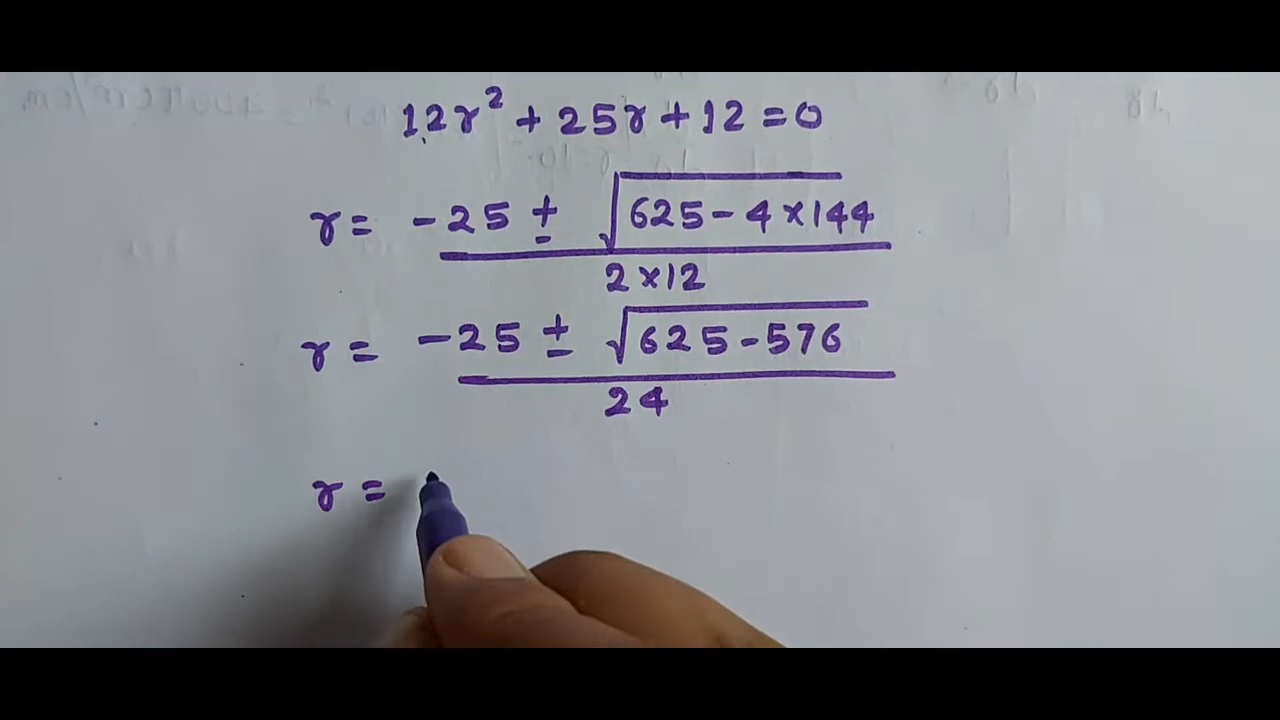 12r² + 25r + 12 = 0
r = -25 ± √625 - 4 × 144
2 × 12
r = -25 ± √625 - 576
24
r =